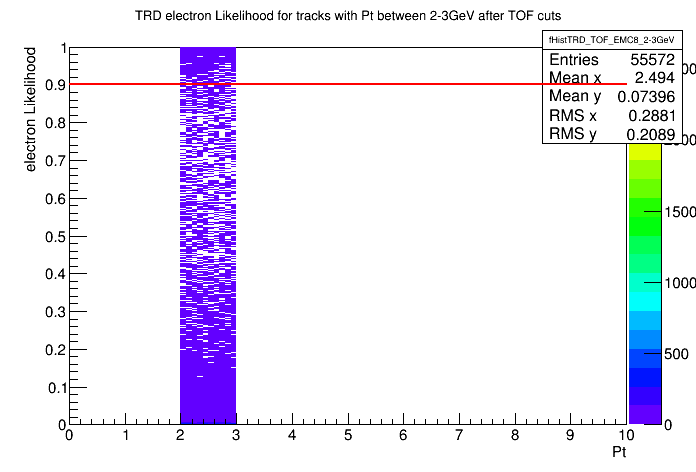 TRD electron Likelihood for tracks with Pt between 2-3GeV after TOF cuts
fHistTRD_TOF_EMC8_2-3GeV
Entries 55572
Mean x 2.494
Mean y 0.07396
RMS x 0.2881
RMS y 0.2089
electron Likelihood
1
0.9
0.8
0.7
0.6
0.5
0.4
0.3
0.2
0.1
0
1500
1000
500
0
0 1 2 3 4 5 6 7 8 9 10
Pt